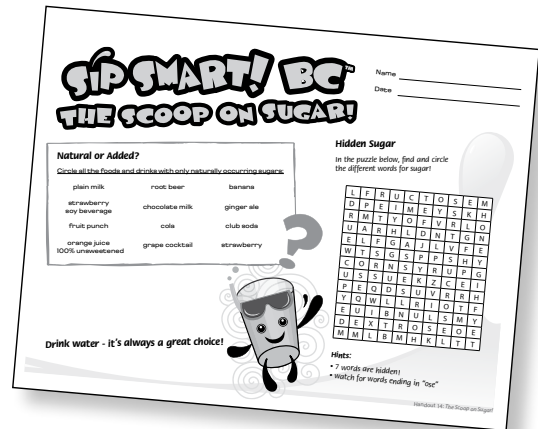 SIP SMART! BC™
THE SCOOP ON SUGAR!
Name
Date
Natural or Added?
Circle all the foods and drinks with only naturally occurring sugars:
plain milk root beer banana
strawberry soy beverage chocolate milk ginger ale
fruit punch cola club soda
orange juice 100% unsweetened grape cocktail strawberry
Drink water - it's always a great choice!
Hidden Sugar
In the puzzle below, find and circle
the different words for sugar!
L F R U C T O S E M
D P E I M E Y S K H
R M T Y O F V R L O
U A R H L D N T G N
E L F G A J L V F E
W T S G S P P S H Y
C O R N S Y R U P G
U S S U E K Z C E I
P E Q D S U V R R H
Y Q W L L R I O T F
E U I B N U L S M Y
D E X T R O S E O E
M M L B M H K L T T
Hints:
• 7 words are hidden!
• watch for words ending in "ose"
Handout 14: The Scoop on Sugar!